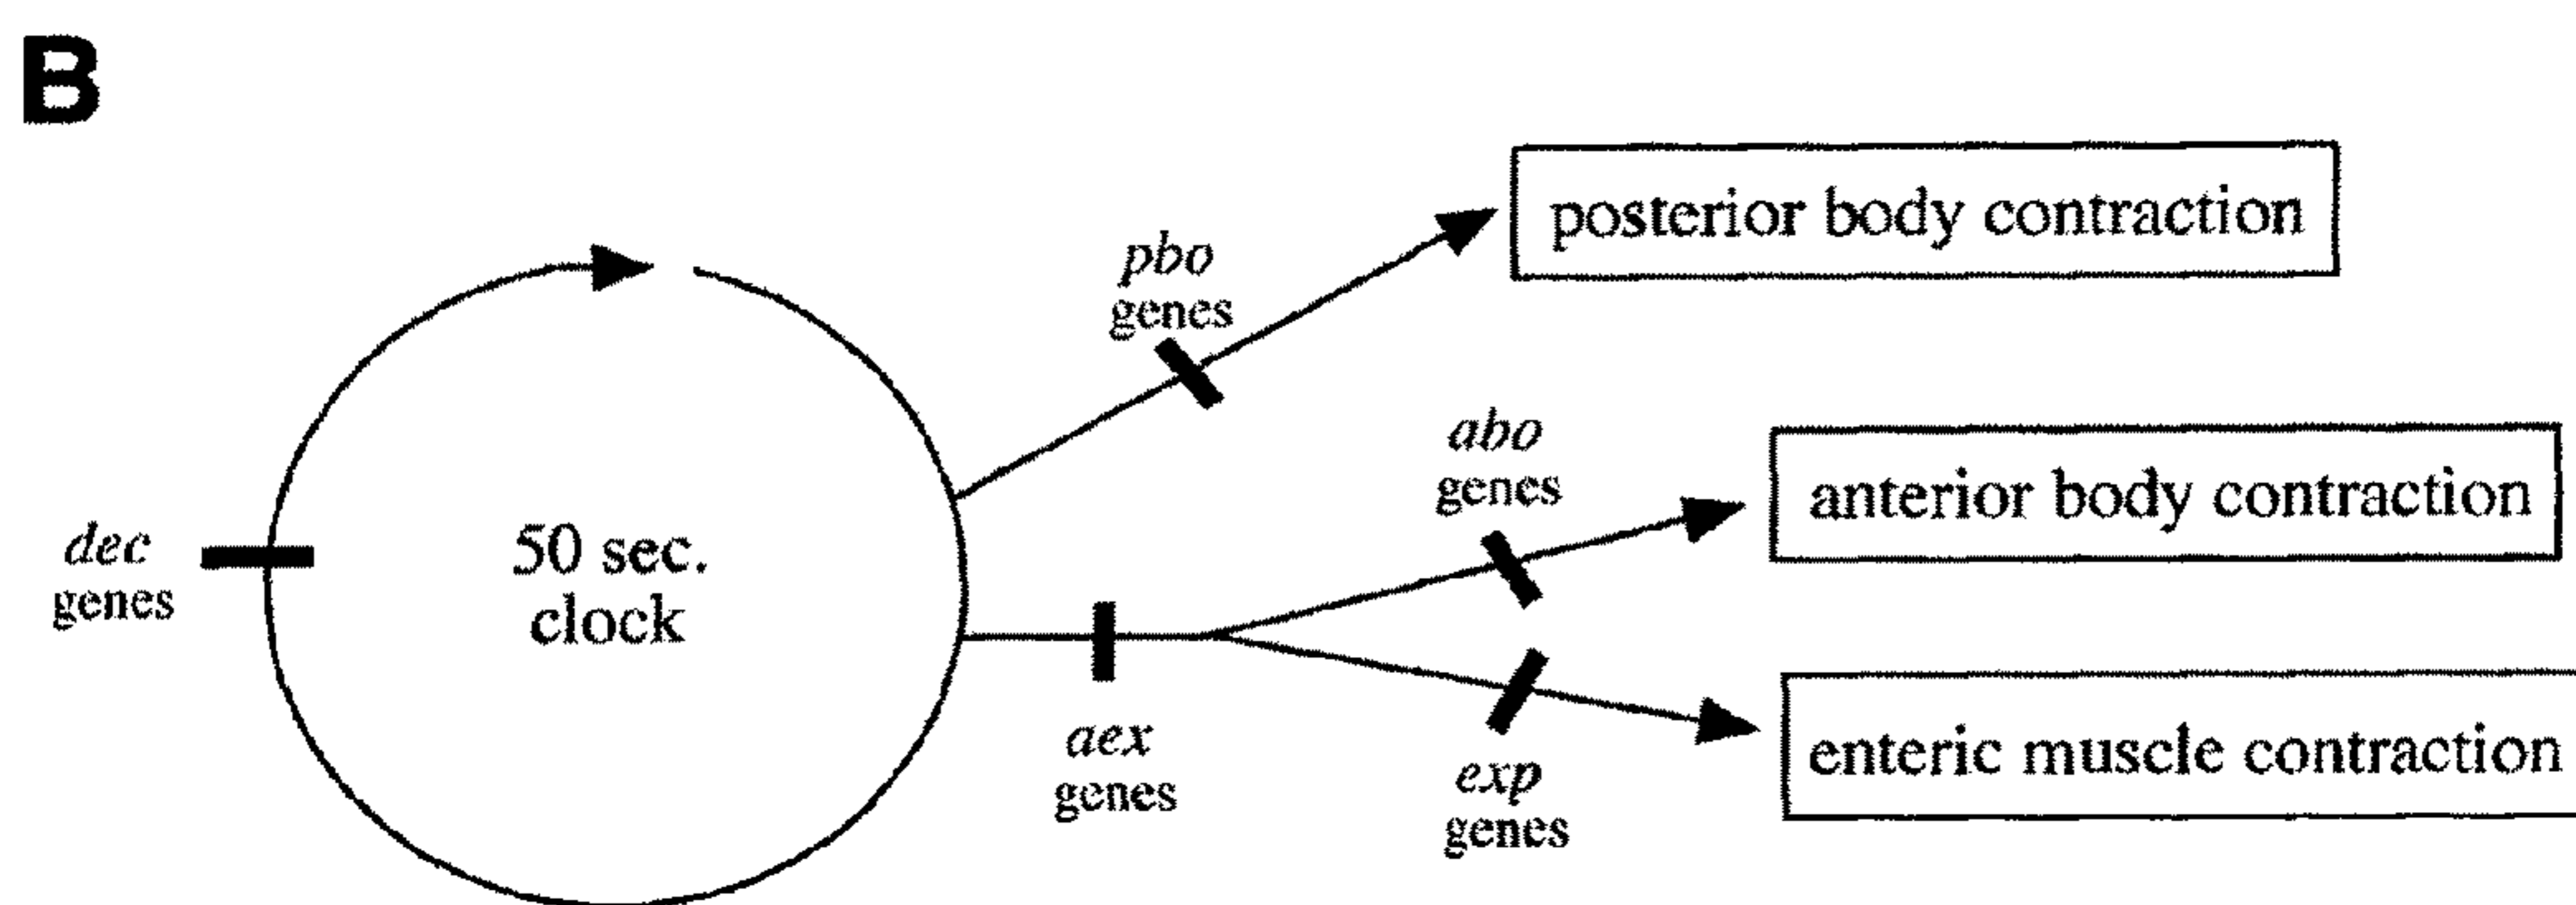 B
pbo
genes
posterior body contraction
abo
genes
anterior body contraction
dec
genes
50 sec.
clock
aex
genes
exp
genes
enteric muscle contraction